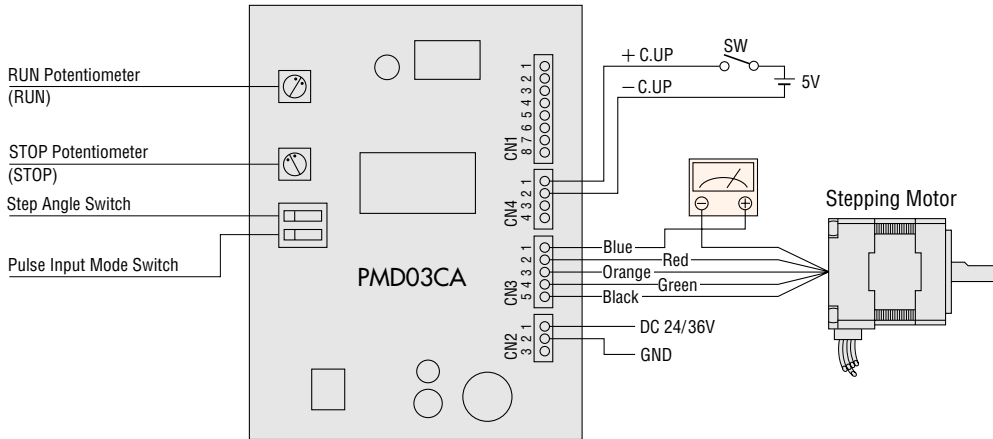 RUN Potentiometer
(RUN)
STOP Potentiometer
(STOP)
Step Angle Switch
Pulse Input Mode Switch
PMD03CA
CN1
1
2
3
4
5
6
7
8
CN4
1
2
3
4
CN3
1
2
3
4
5
CN2
1
2
3
+ C.UP
SW
− C.UP
5V
Blue
Red
Orange
Green
Black
DC 24/36V
GND
− +
Stepping Motor